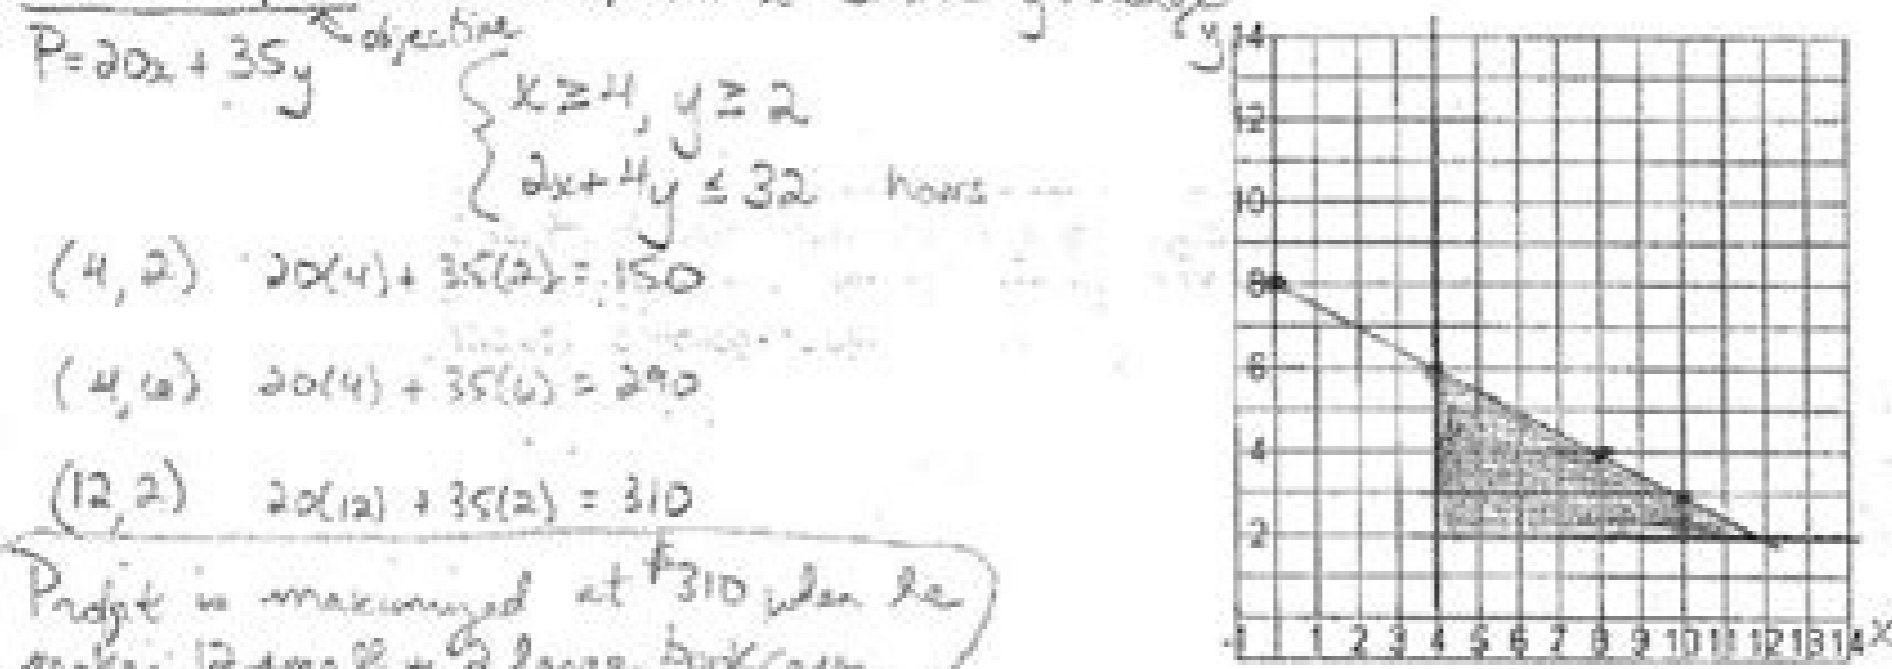 P=20x + 35y objective
x ≥ 4, y ≥ 2
2x + 4y ≤ 32 hours
(4, 2) 20(4) + 35(2) = 150
(4, 6) 20(4) + 35(6) = 290
(12, 2) 20(12) + 35(2) = 310
Profit is maximized at $310 when he
makes 12 small + 2 large bookcases
y
14
12
10
8
6
4
2
-1 1 2 3 4 5 6 7 8 9 10 11 12 13 14 x